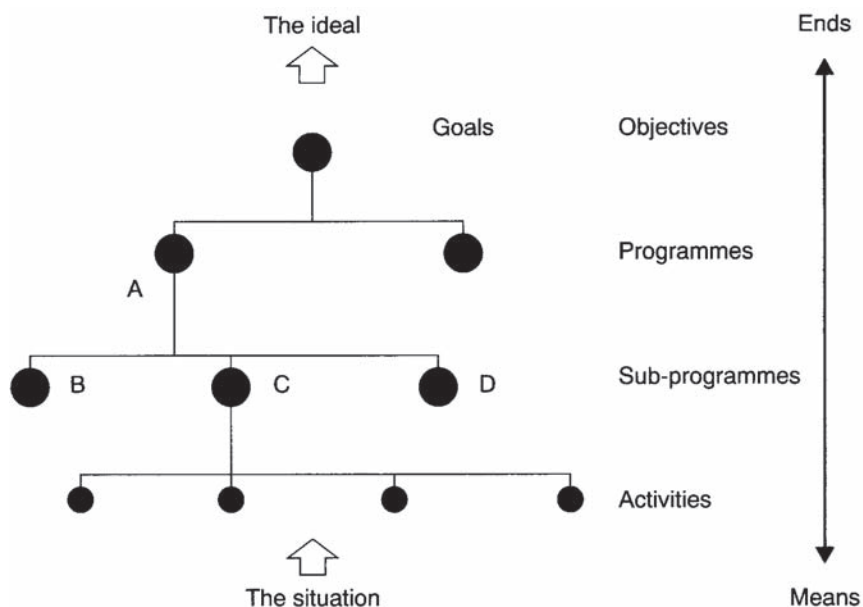 The ideal
Ends
Goals
Objectives
Programmes
A
B
C
D
Sub-programmes
Activities
The situation
Means